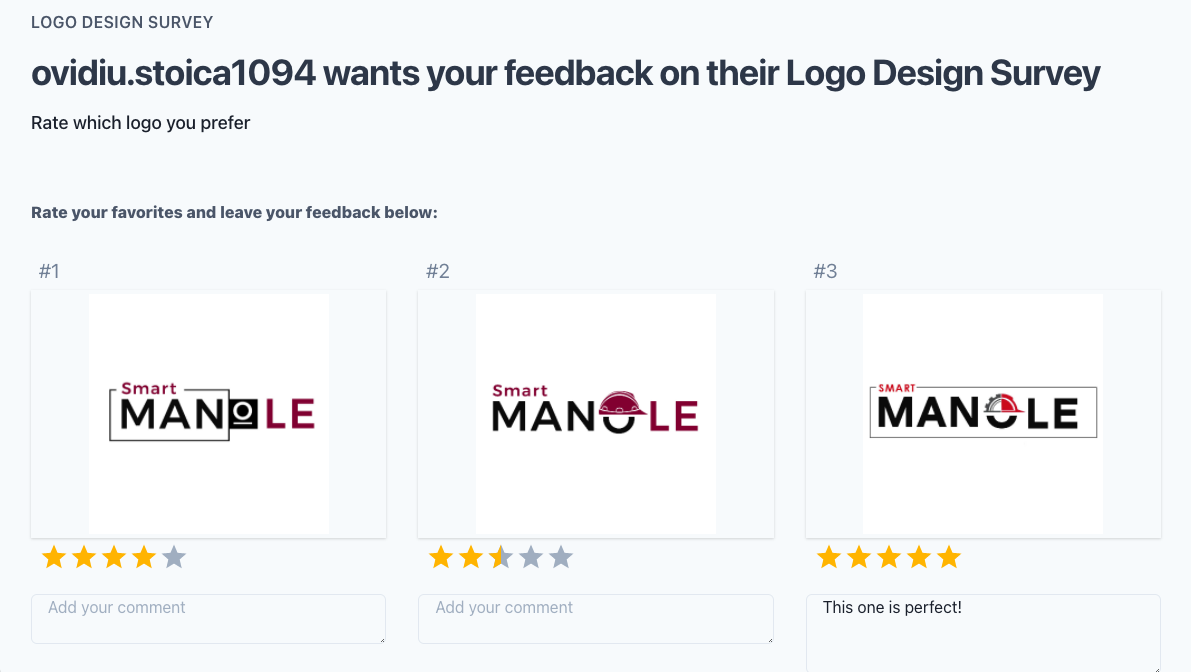 LOGO DESIGN SURVEY
ovidiu.stoica1094 wants your feedback on their Logo Design Survey
Rate which logo you prefer
Rate your favorites and leave your feedback below:
#1
#2
#3
Smart
MANOLE
Smart
MANOLE
SMART
MANOLE
Add your comment
Add your comment
This one is perfect!